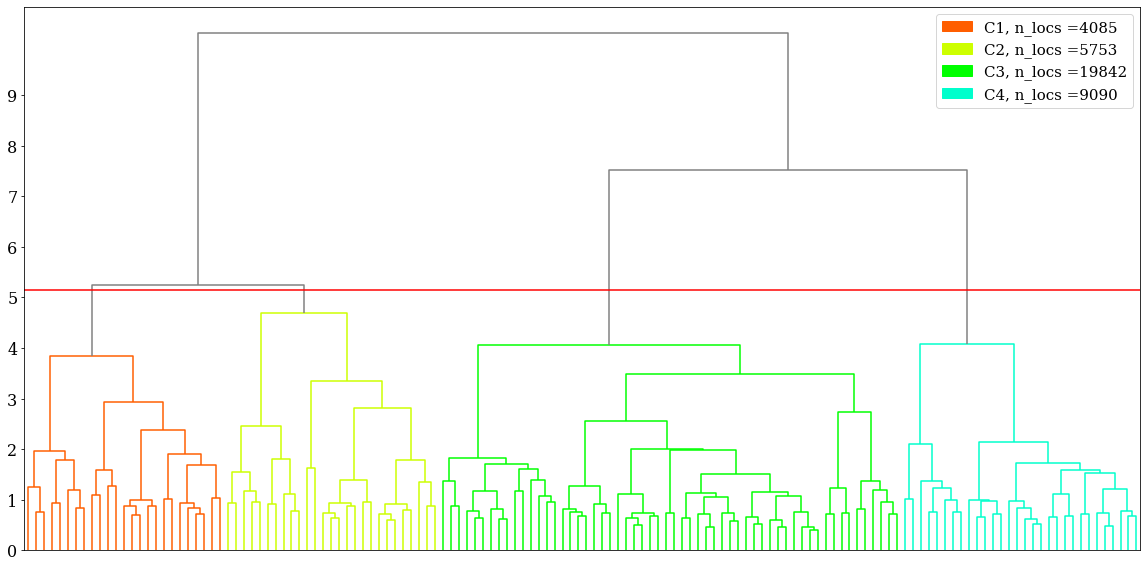 C1, n_locs =4085
C2, n_locs =5753
C3, n_locs =19842
C4, n_locs =9090
9
8
7
6
5
4
3
2
1
0